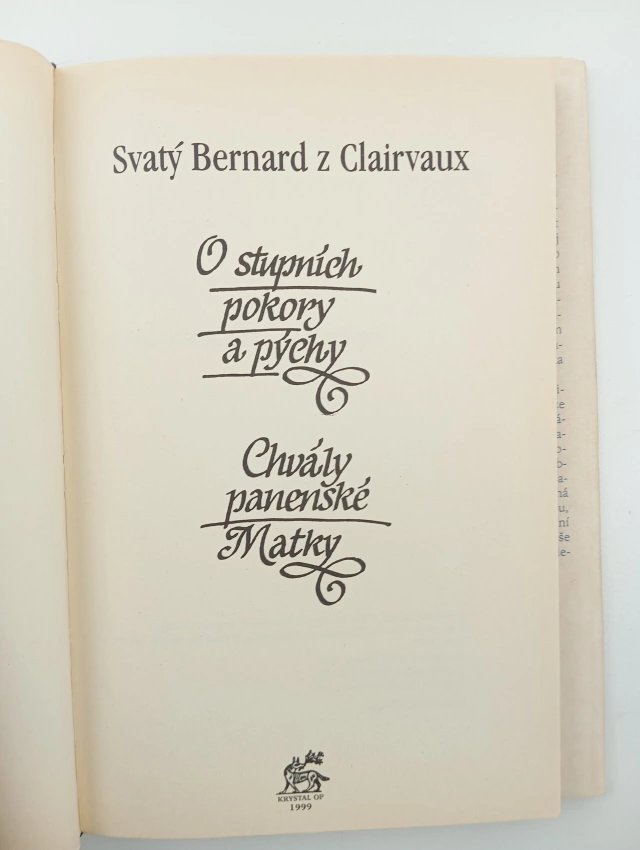 Svatý Bernard z Clairvaux
O stupních
pokory
a pýchy
Chvály
panenské
Matky
KRYSTAL OP
1999